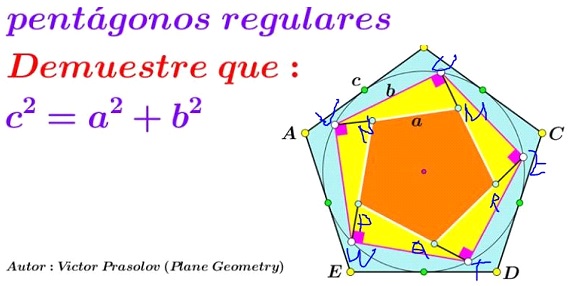 pentágonos regulares
Demuestre que :
c² = a² + b²
c
b
a
M
N
A
C
R
P
Q
E
D
T
Autor : Victor Prasolov (Plane Geometry)